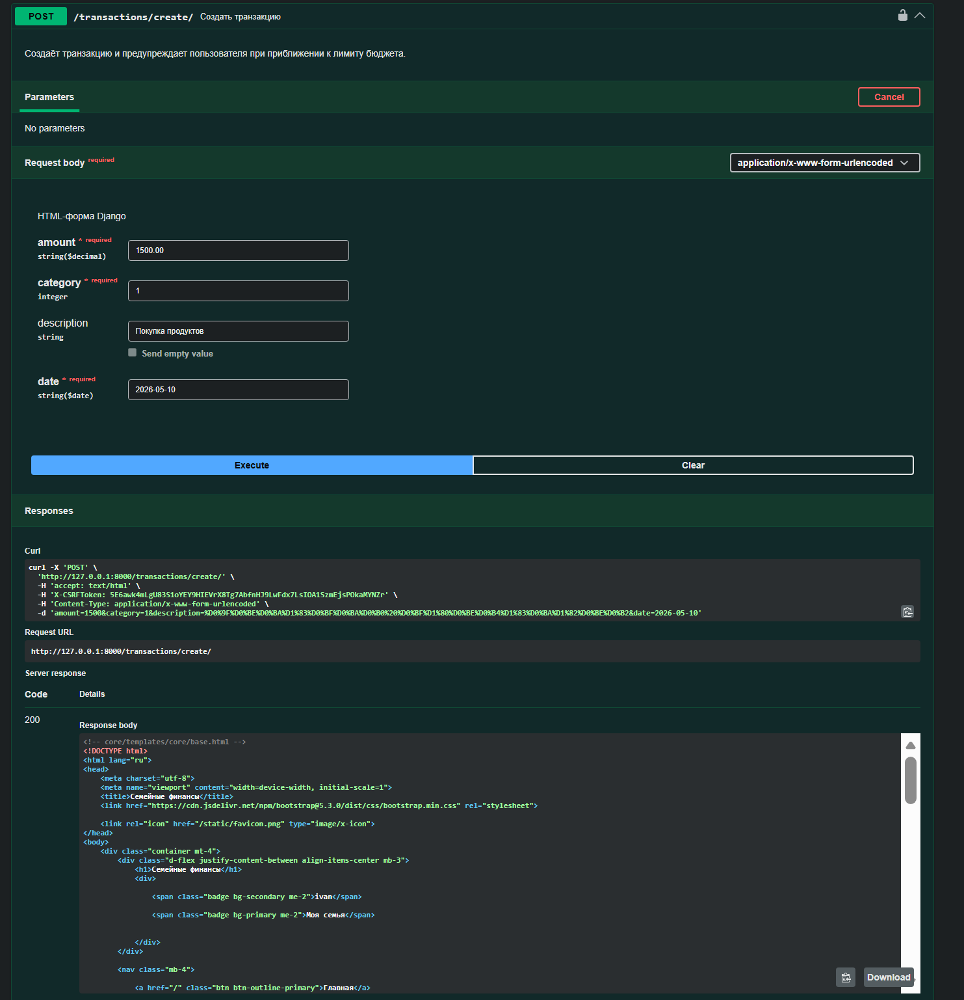 POST /transactions/create/ Создать транзакцию
Создаёт транзакцию и предупреждает пользователя при приближении к лимиту бюджета.
Parameters
Cancel
No parameters
Request body required
application/x-www-form-urlencoded
HTML-форма Django
amount * required
string($decimal)
1500.00
category * required
integer
1
description
string
Покупка продуктов
Send empty value
date * required
string($date)
2026-05-10
Execute
Clear
Responses
Curl
curl -X 'POST' \
  'http://127.0.0.1:8000/transactions/create/' \
  -H 'accept: text/html' \
  -H 'X-CSRFToken: 5E6awk4mLgU83S1oYEY9HIEVrX8Tg7AbfnHJ9LwFdx7LsIOA1SzmEjsPOkaMYNZr' \
  -H 'Content-Type: application/x-www-form-urlencoded' \
  -d 'amount=1500&category=1&description=%D0%9F%D0%BE%D0%BA%D1%83%D0%BF%D0%BA%D0%B0%20%D0%BF%D1%80%D0%BE%D0%B4%D1%83%D0%BA%D1%82%D0%BE%D0%B2&date=2026-05-10'
Request URL
http://127.0.0.1:8000/transactions/create/
Server response
Code Details
200
Response body
<!-- core/templates/core/base.html -->
<!DOCTYPE html>
<html lang="ru">
<head>
    <meta charset="utf-8">
    <meta name="viewport" content="width=device-width, initial-scale=1">
    <title>Семейные финансы</title>
    <link href="https://cdn.jsdelivr.net/npm/bootstrap@5.3.0/dist/css/bootstrap.min.css" rel="stylesheet">
    <link rel="icon" href="/static/favicon.png" type="image/x-icon">
</head>
<body>
    <div class="container mt-4">
        <div class="d-flex justify-content-between align-items-center mb-3">
            <h1>Семейные финансы</h1>
            <div>
                <span class="badge bg-secondary me-2">ivan</span>
                <span class="badge bg-primary me-2">Моя семья</span>
            </div>
        </div>
        <nav class="mb-4">
            <a href="/" class="btn btn-outline-primary">Главная</a>
Download